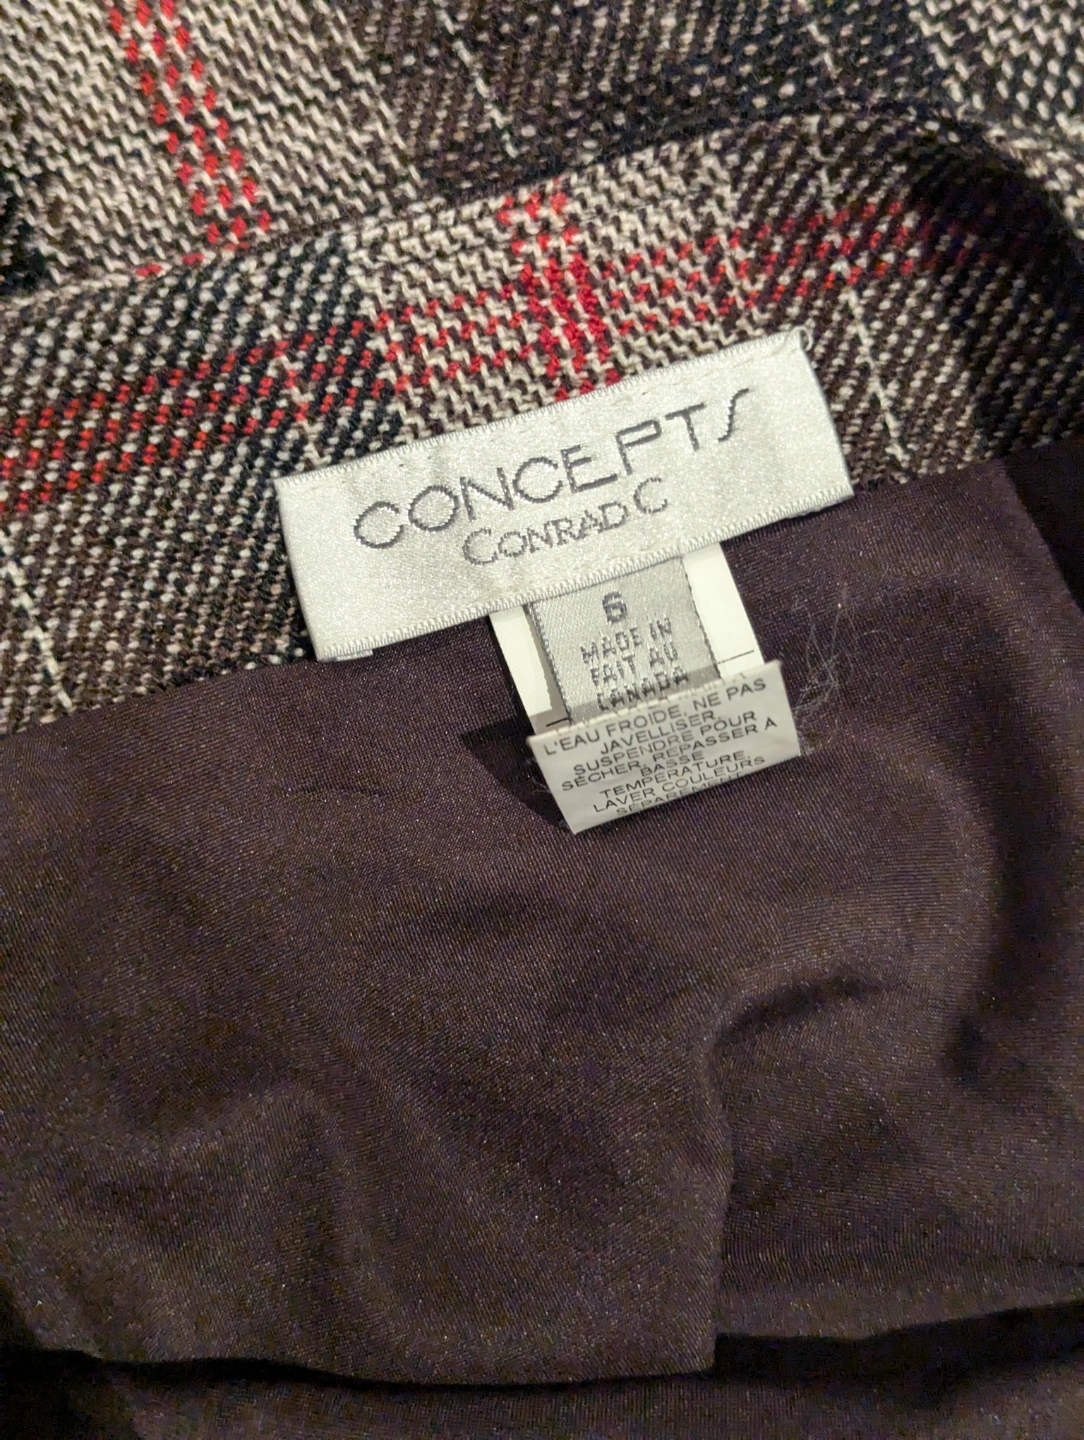 CONCEPTS
CONRAD C
6
MADE IN
FAIT AU
CANADA
L'EAU FROIDE, NE PAS
JAVELLISER
SUSPENDRE POUR
SÉCHER, REPASSER A
BASSE
TEMPÉRATURE
LAVER COULEURS
SÉPARÉMENT